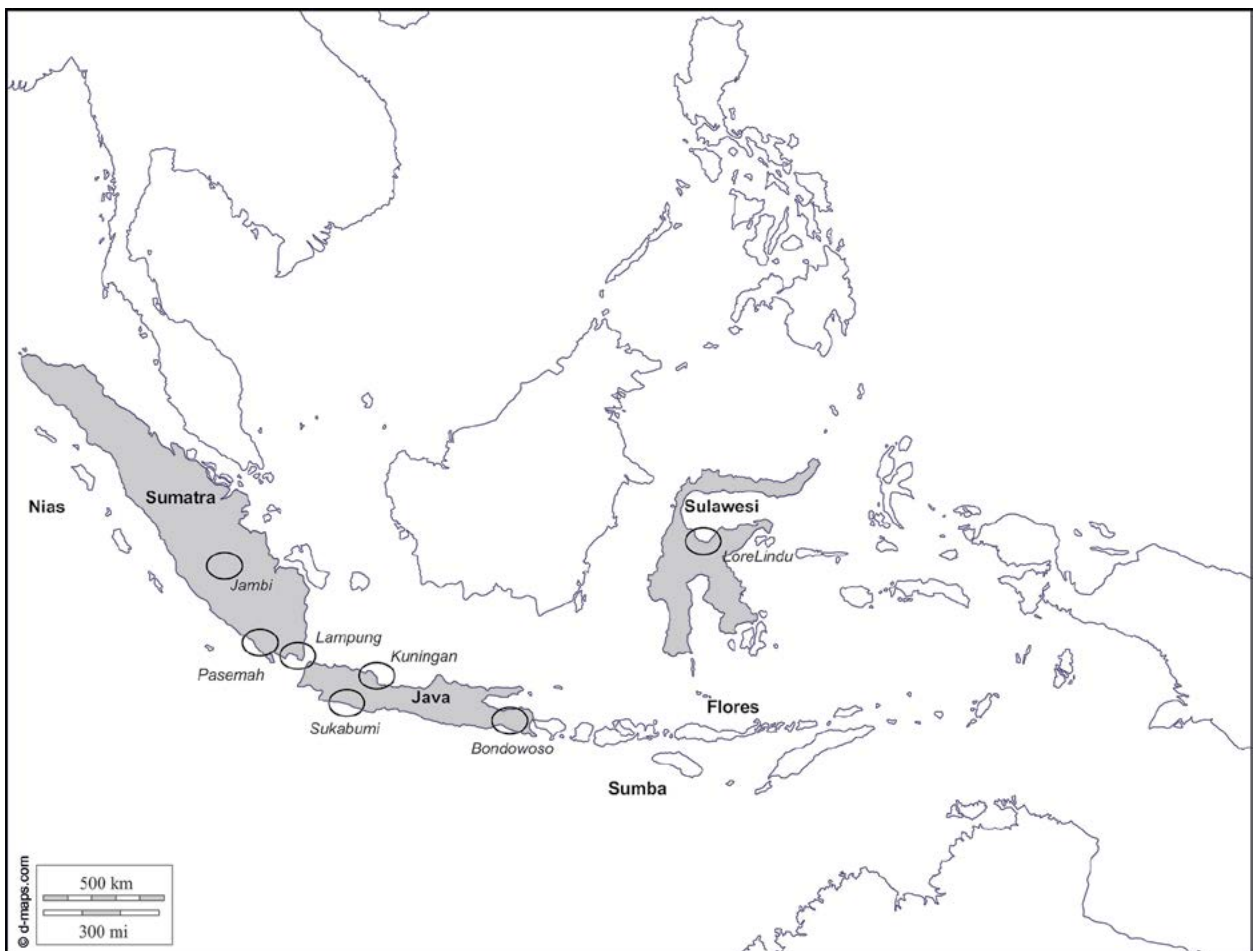 Nias
Sumatra
Jambi
Sulawesi
LoreLindu
Lampung
Pasemah
Kuningan
Java
Sukabumi
Bondowoso
Flores
Sumba
500 km
300 mi
© d-maps.com